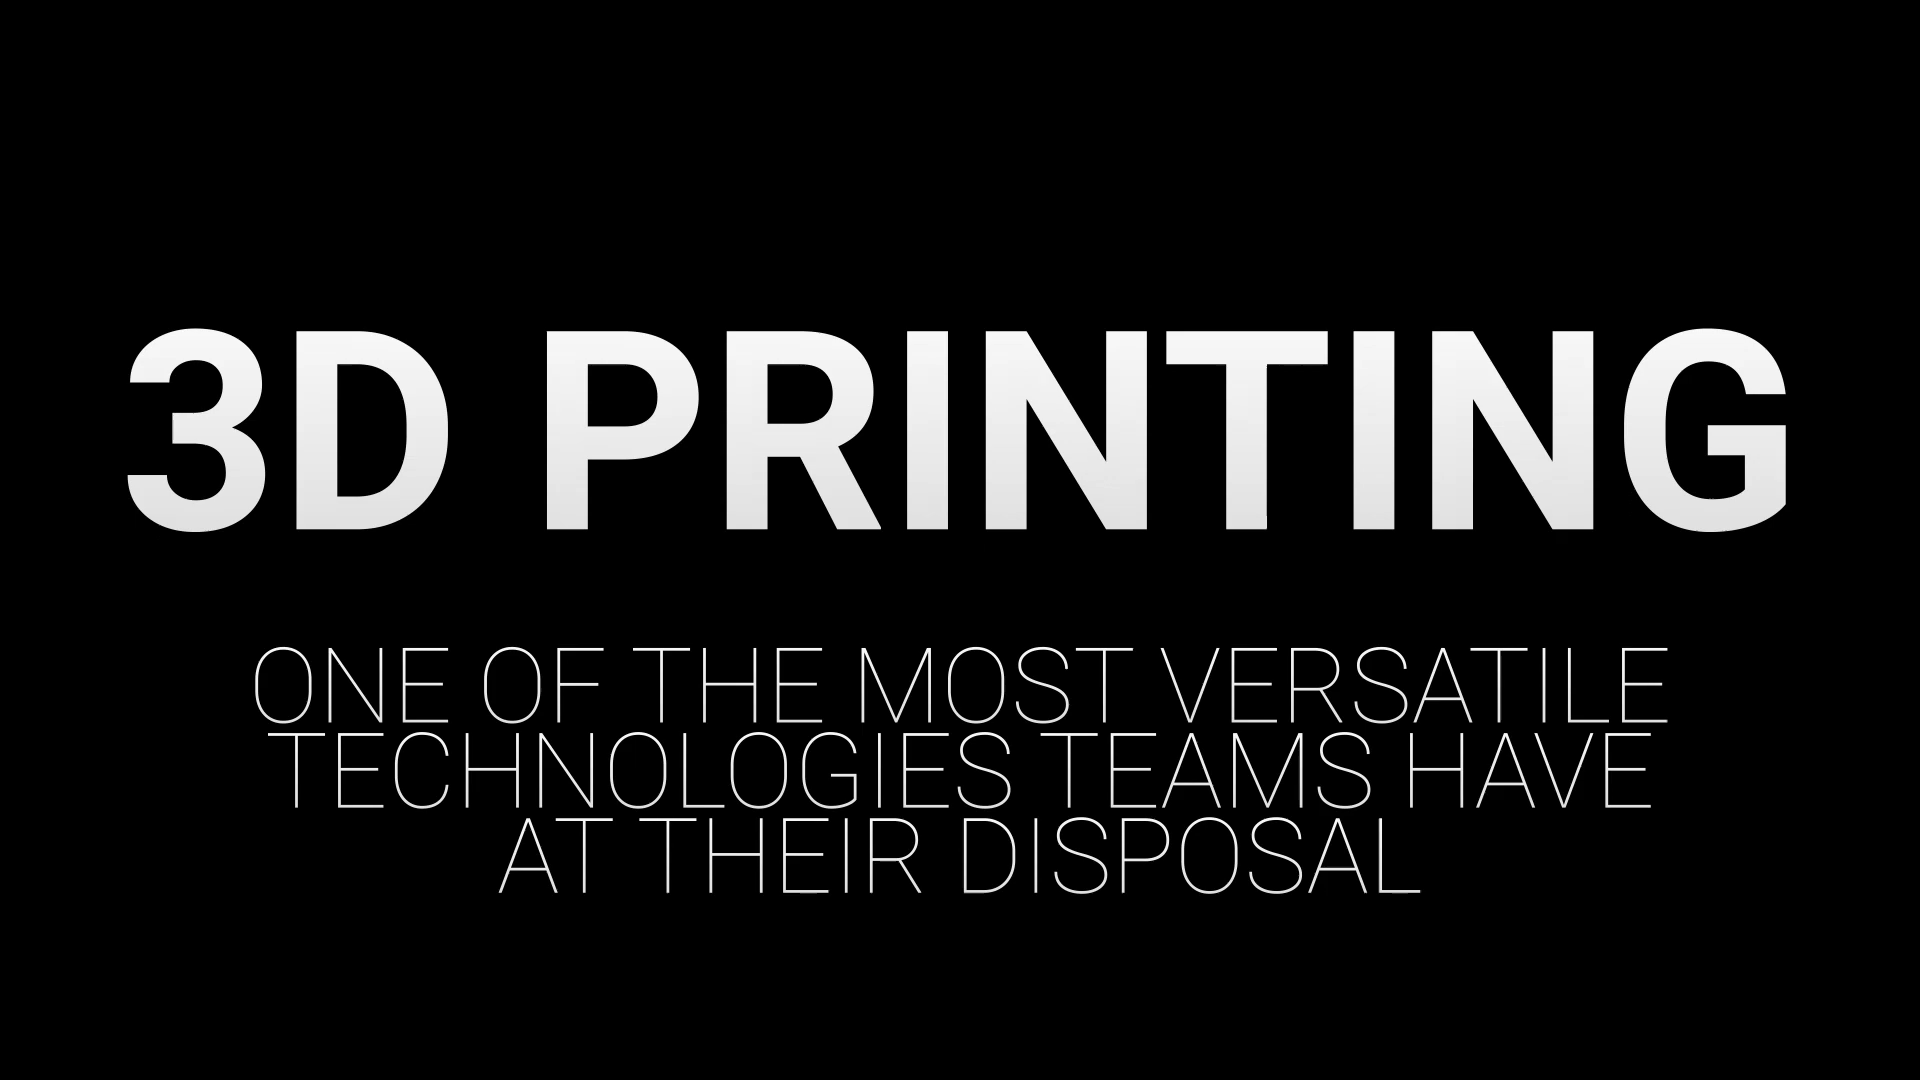 3D PRINTING
ONE OF THE MOST VERSATILE
TECHNOLOGIES TEAMS HAVE
AT THEIR DISPOSAL